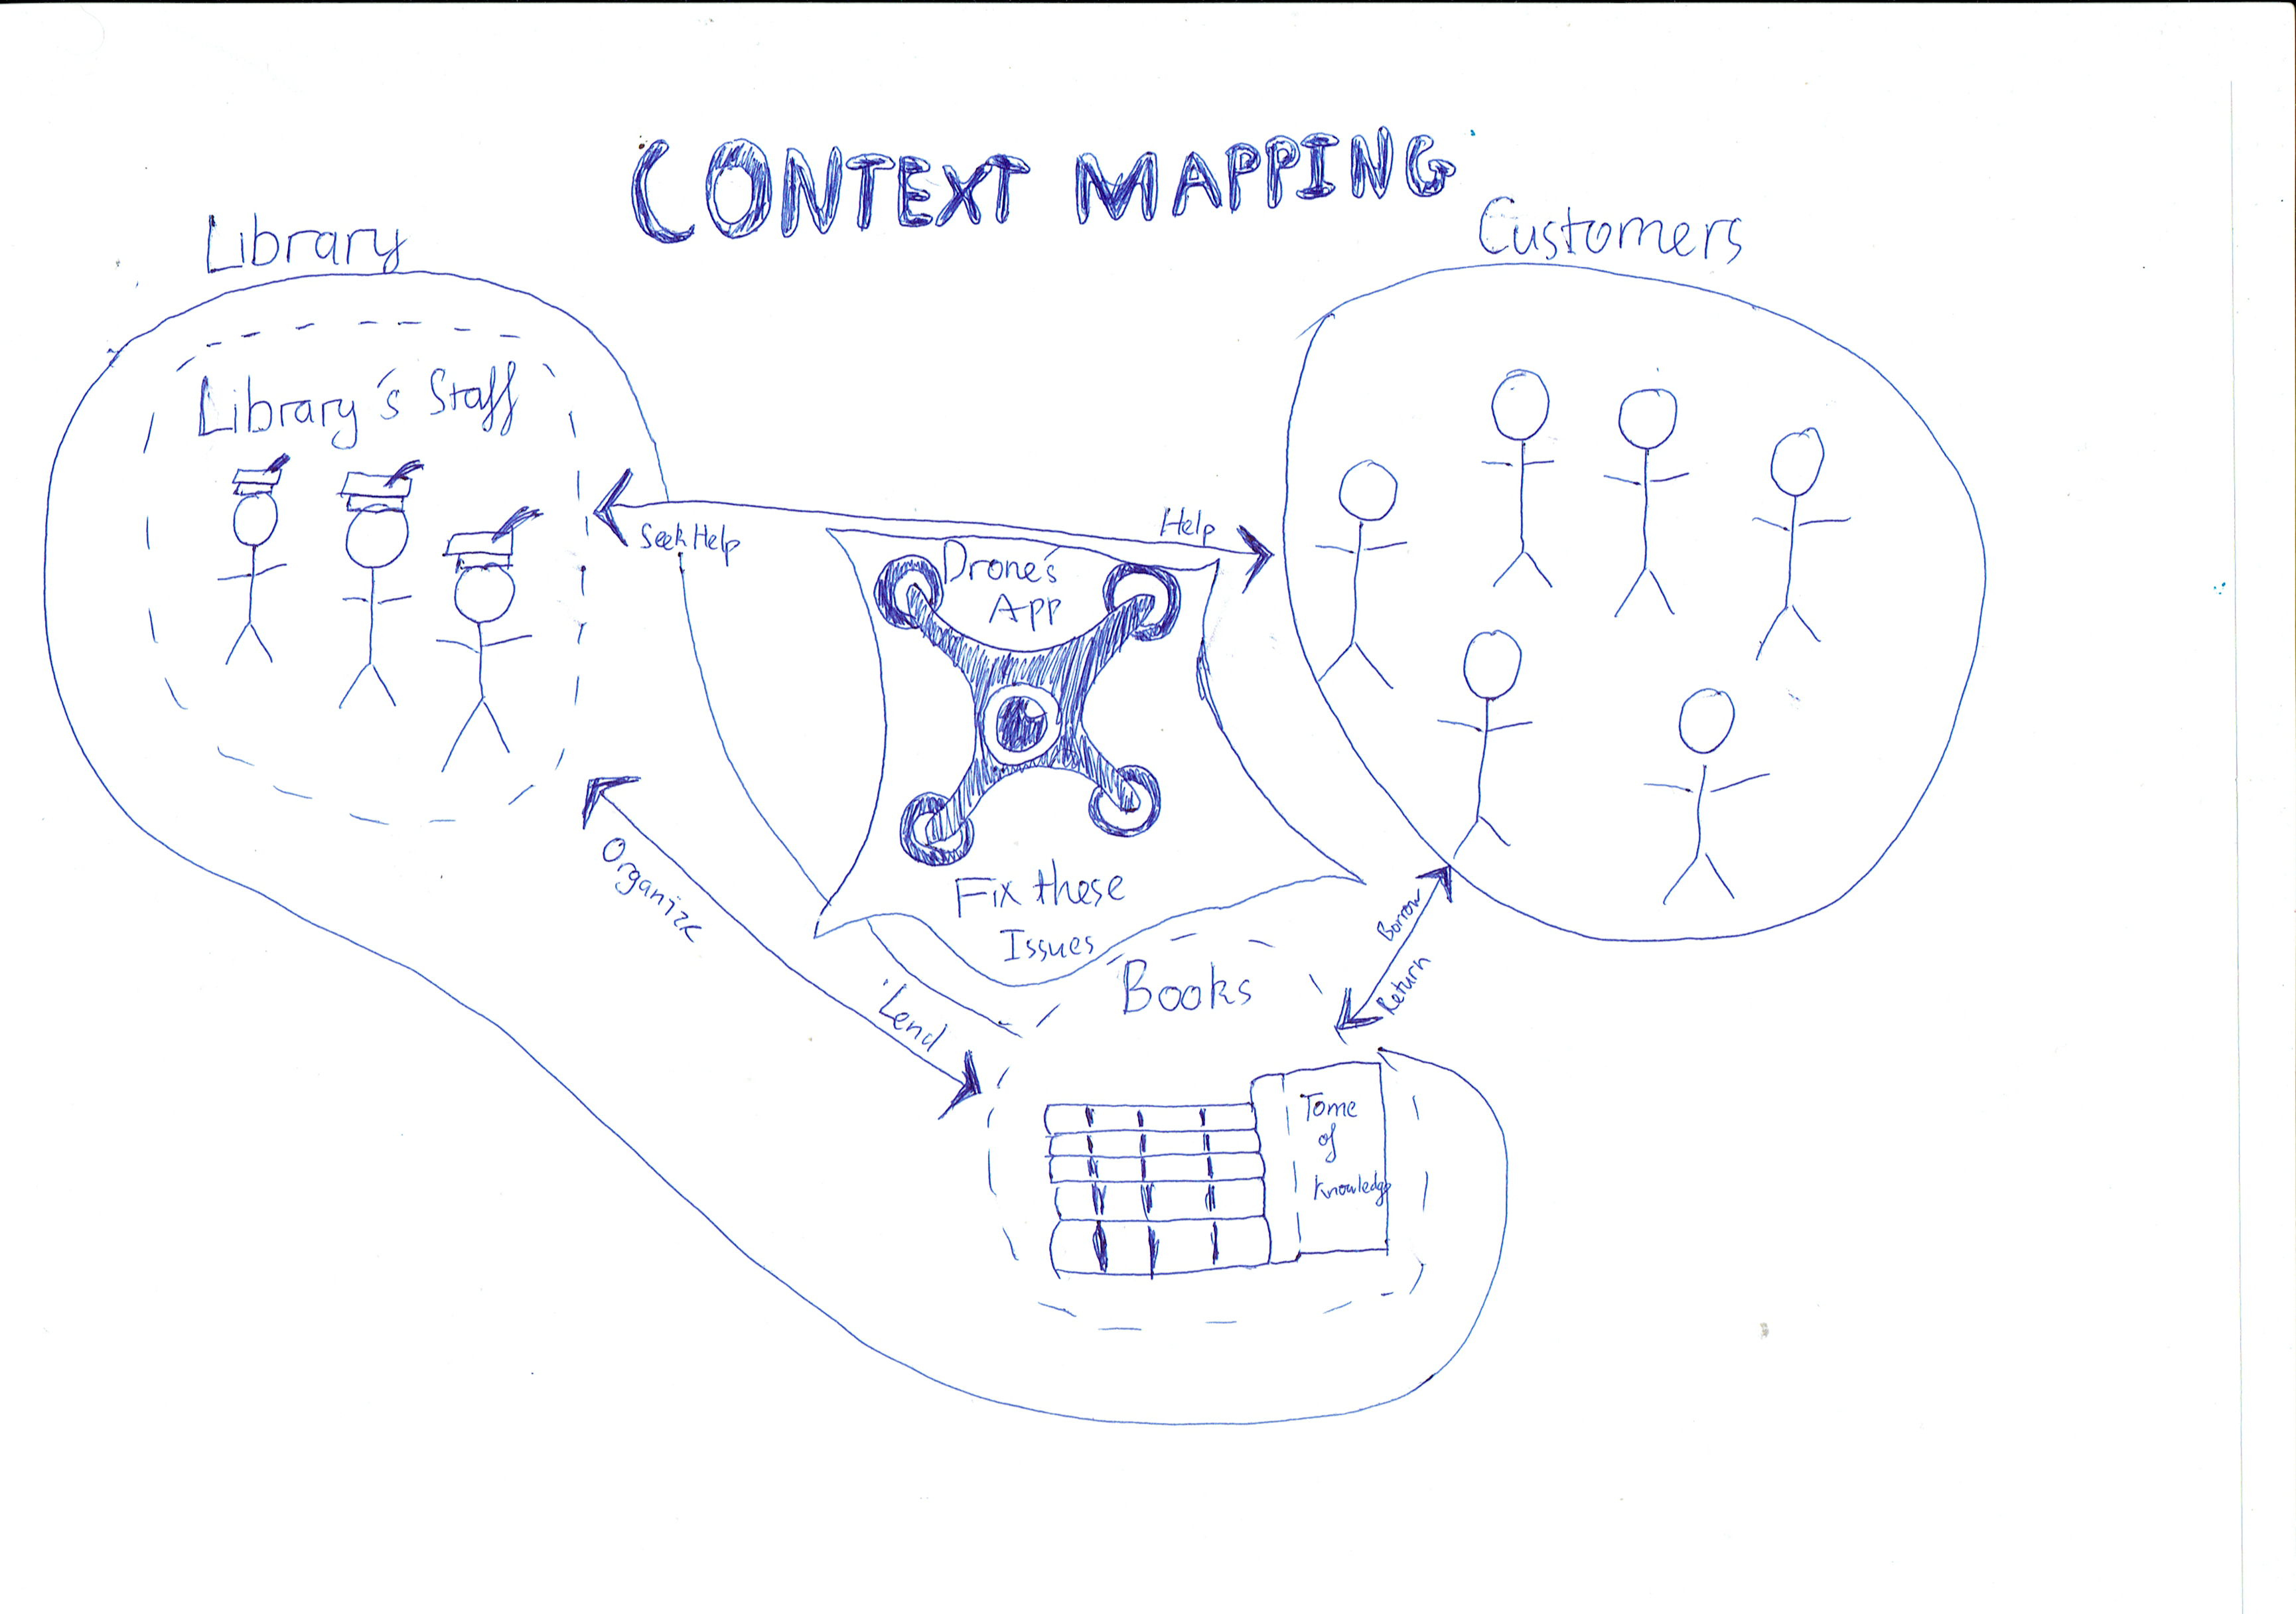 CONTEXT MAPPING
Library
Customers
Library's Staff
Seek Help
Help
Drone's
App
Organize
Fix these
Issues
Borrow
Return
Lend
Books
Tome
of
Knowledge